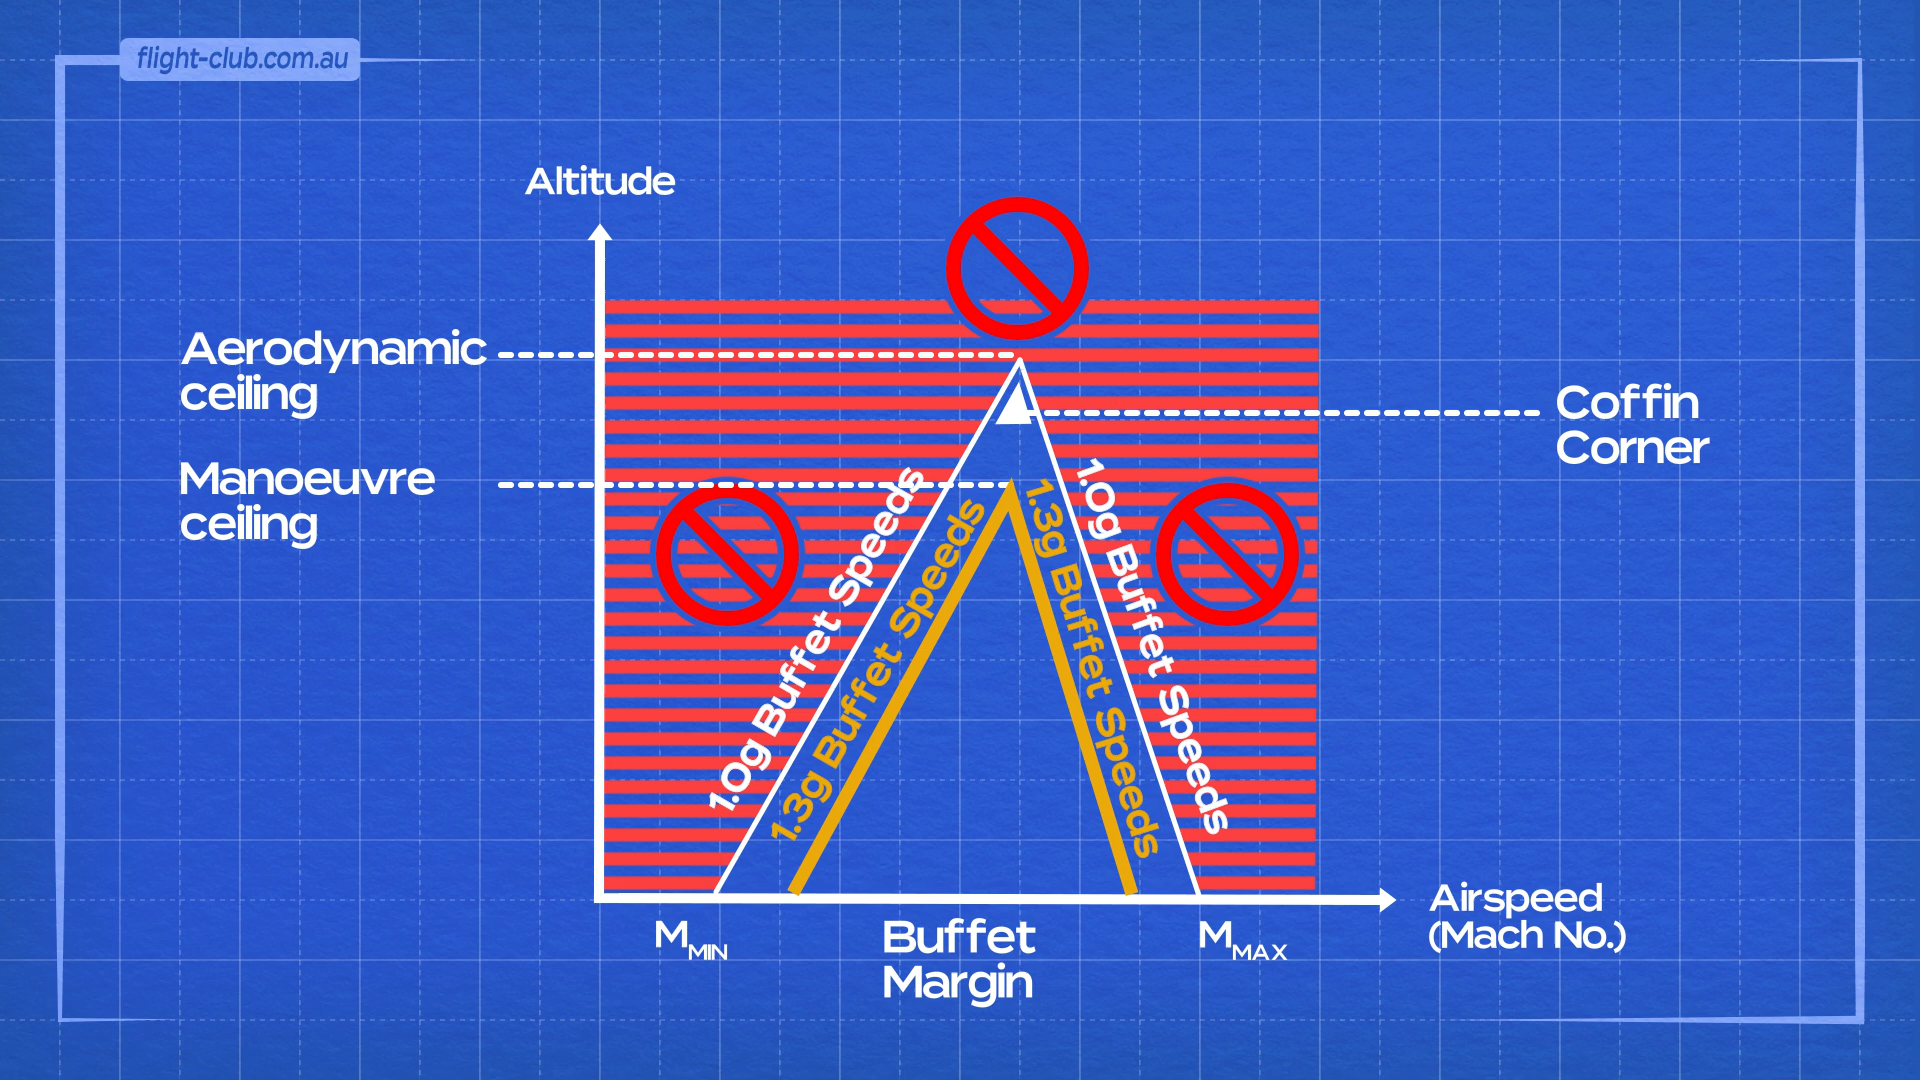 flight-club.com.au
Altitude
Aerodynamic
ceiling
Manoeuvre
ceiling
Coffin
Corner
1.0g Buffet Speeds
1.3g Buffet Speeds
1.3g Buffet Speeds
1.0g Buffet Speeds
MMIN
Buffet
Margin
MMAX
Airspeed
(Mach No.)